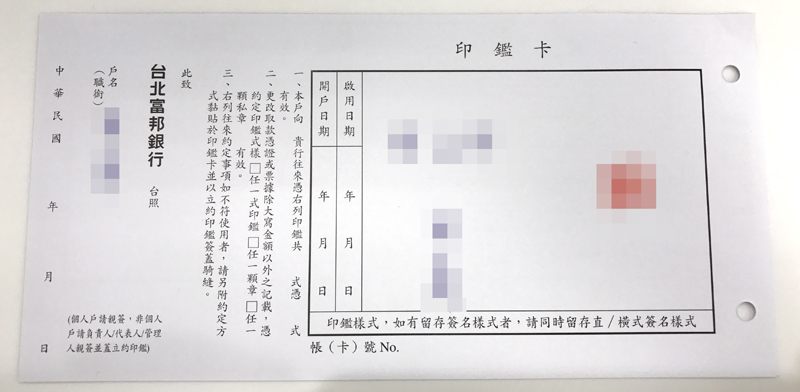 印鑑卡
啟用日期　年　月　日
開戶日期　年　月　日
印鑑樣式，如有留存簽名樣式者，請同時留存直／橫式簽名樣式
帳（卡）號 No.
一、本戶向　貴行往來憑右列印鑑共　式憑　式
有效。
二、更改取款憑證或票據除大寫金額以外之記載，憑
約定印鑑式樣□任一式印鑑□任一顆章□任一
顆私章　有效。
三、右列往來約定事項如不符使用者，請另附約定方
式黏貼於印鑑卡並以立約印鑑簽蓋騎縫。
此致
台北富邦銀行　台照
戶名
（職銜）
(個人戶請親簽，非個人
戶請負責人/代表人/管理
人親簽並蓋立約印鑑)
中華民國　年　月　日